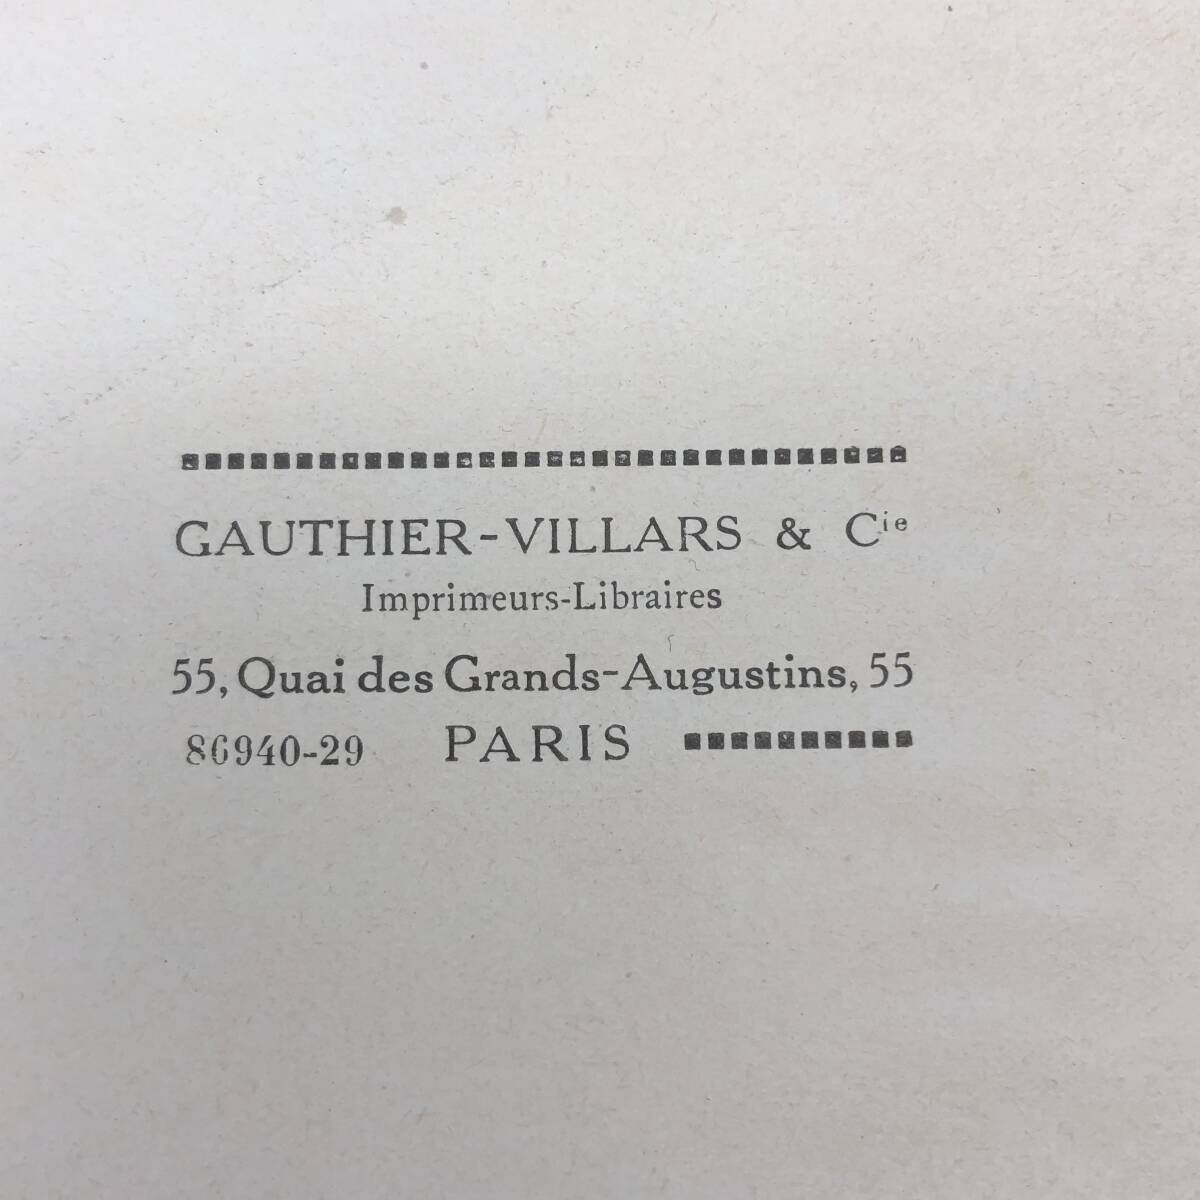 GAUTHIER-VILLARS & Cie
Imprimeurs-Libraires
55, Quai des Grands-Augustins, 55
86940-29 PARIS